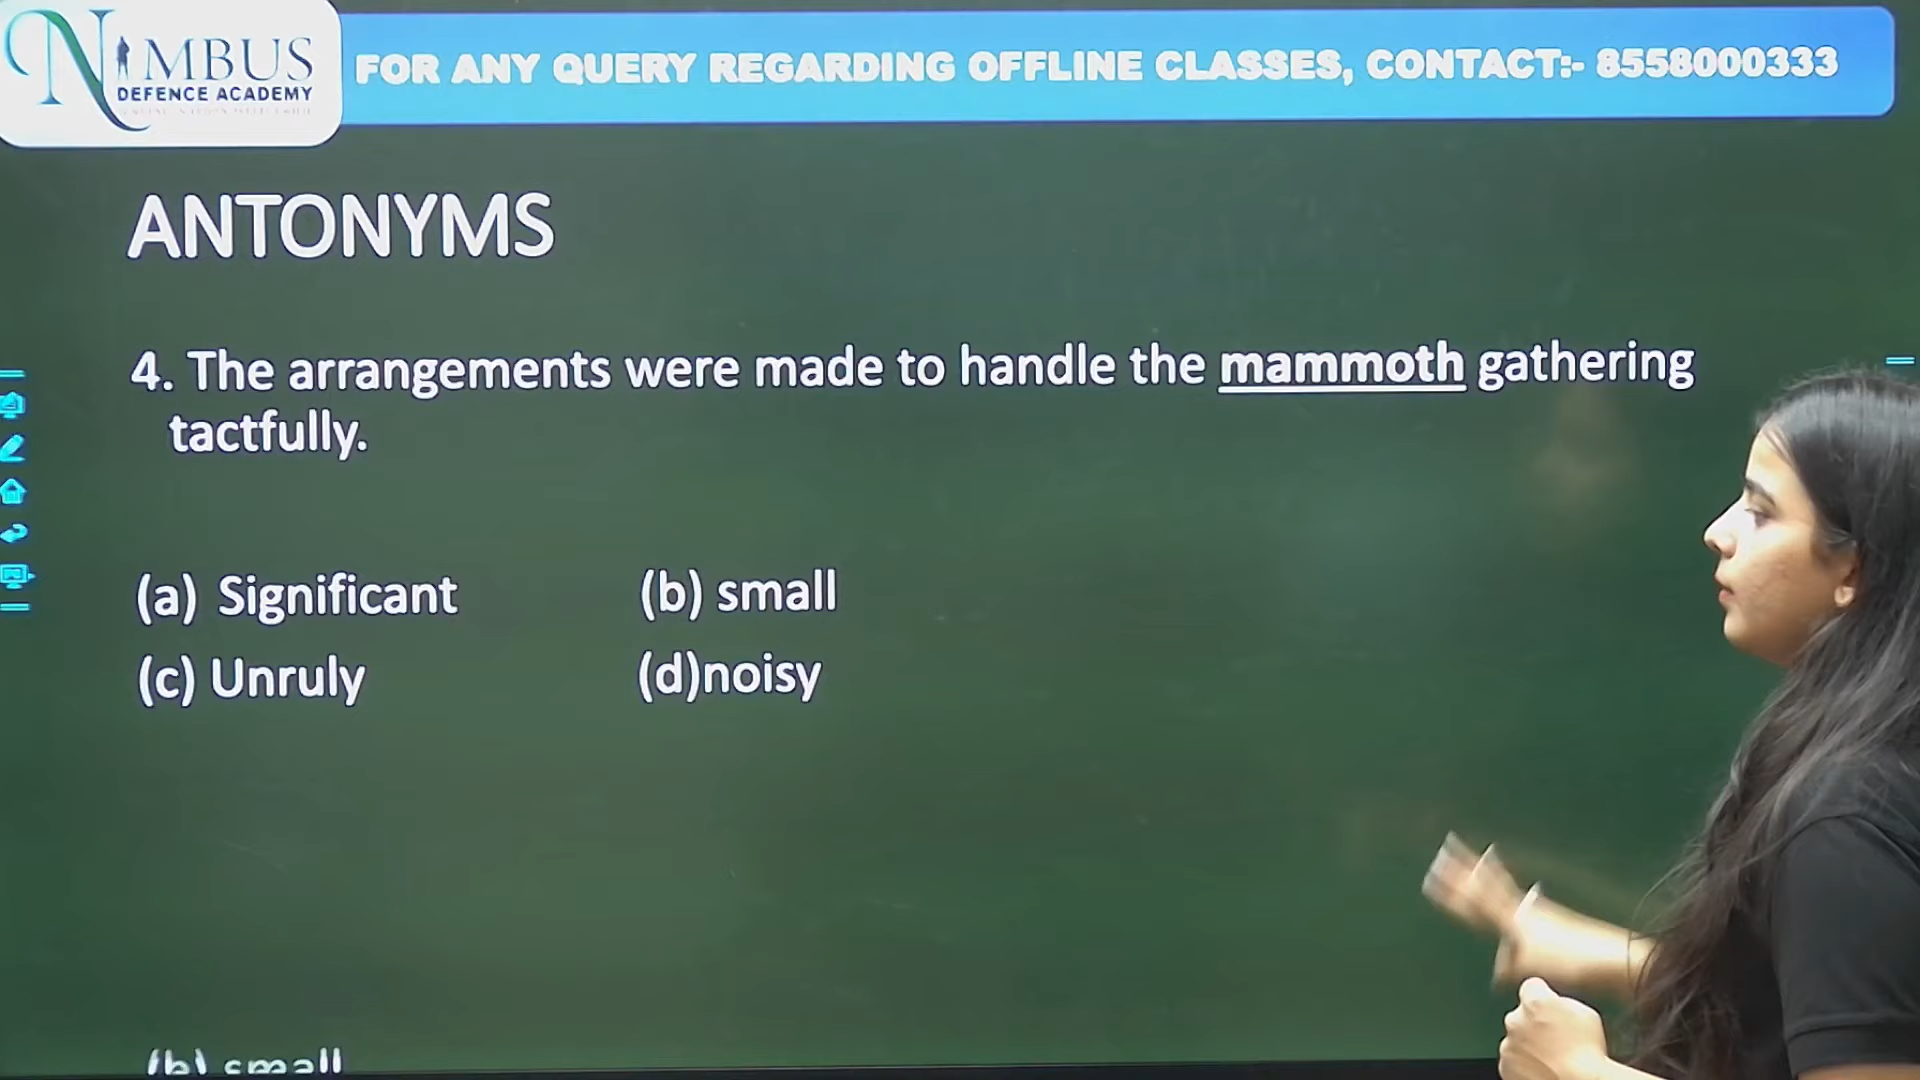 NIMBUS
DEFENCE ACADEMY
FOR ANY QUERY REGARDING OFFLINE CLASSES, CONTACT:- 8558000333
ANTONYMS
4. The arrangements were made to handle the mammoth gathering
tactfully.
(a) Significant (b) small
(c) Unruly (d)noisy
(b) small